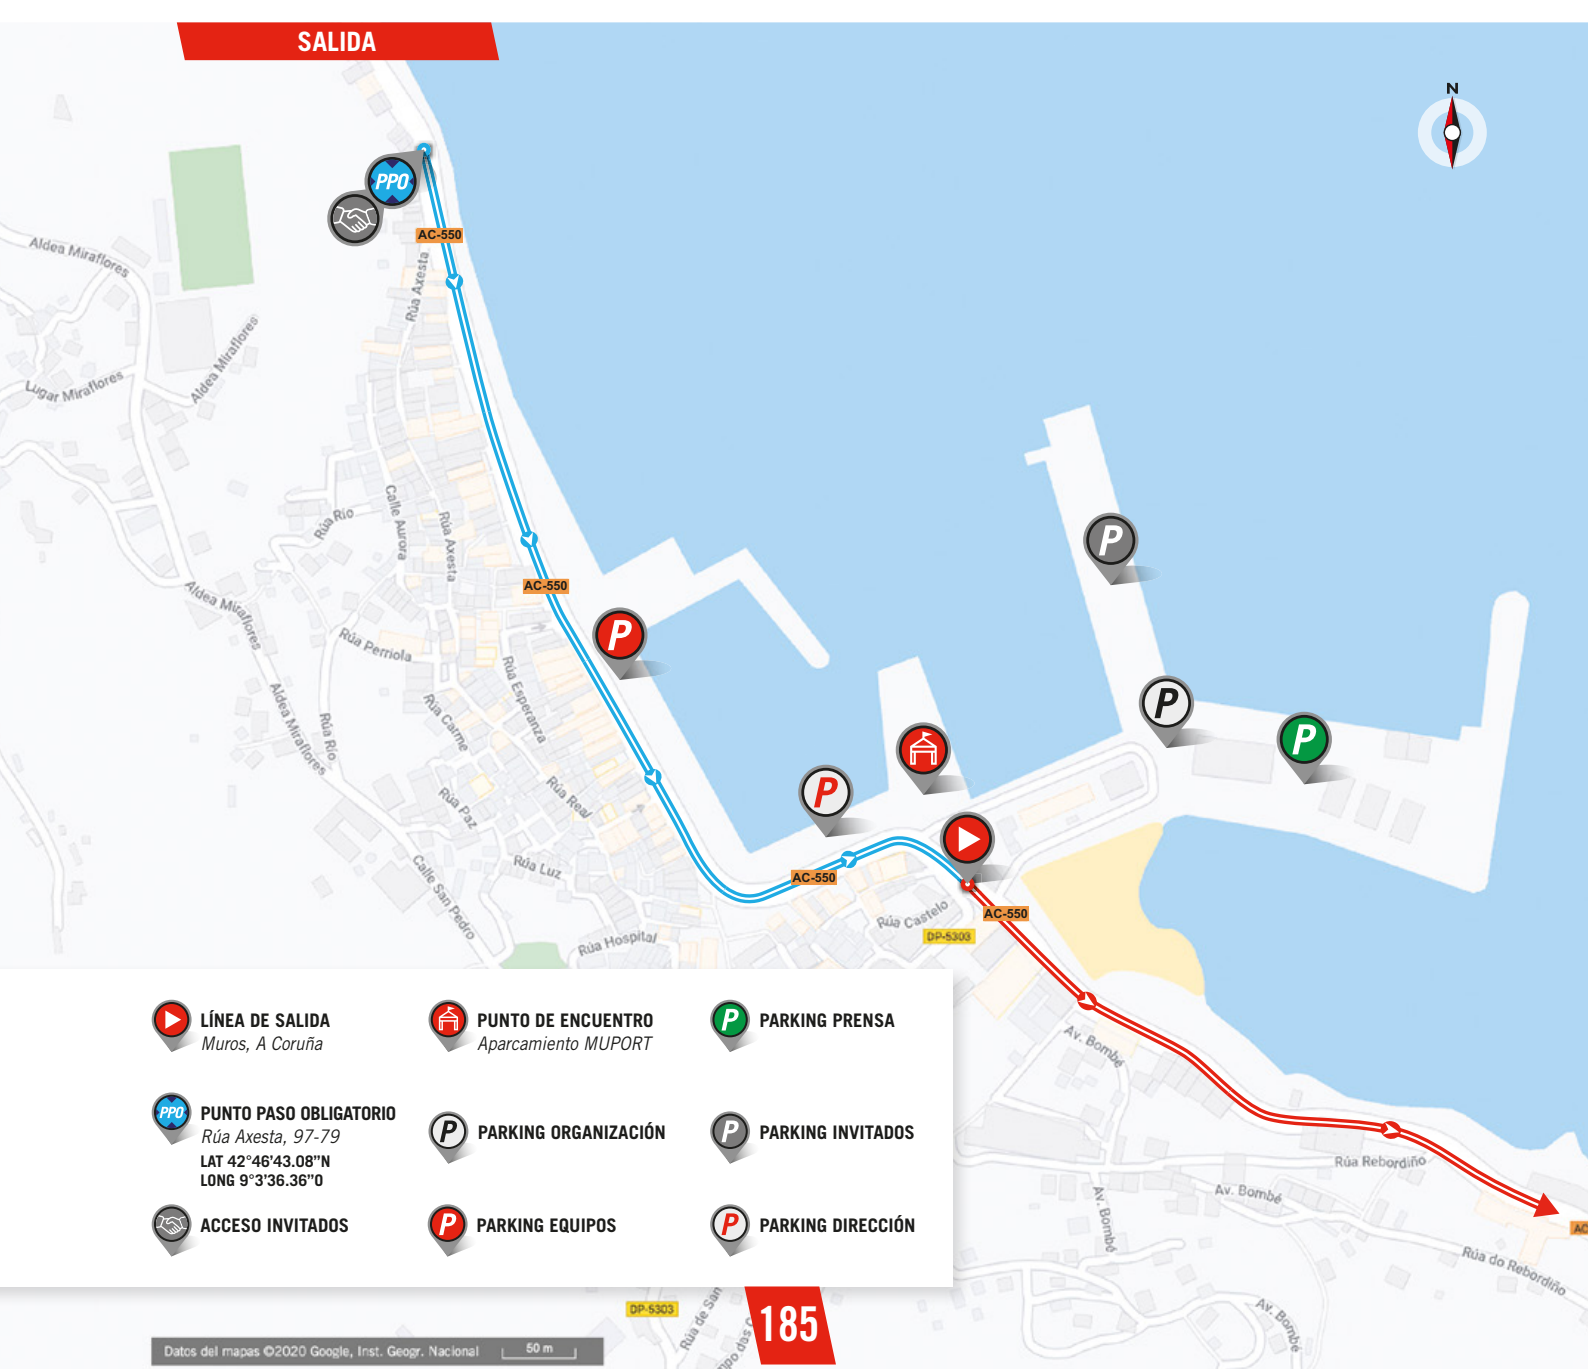 SALIDA
N
PPO
AC-550
Aldea Miraflores
Rúa Axesta
Aldea Miraflores
Lugar Miraflores
Calle Aurora
Rúa Axesta
Rúa Río
P
AC-550
Aldea Miraflores
P
Rúa Perriola
Rúa Esperanza
Aldea Miraflores
Rúa Río
Rúa Carme
P
P
P
Rúa Real
Rúa Paz
Rúa Luz
AC-550
Calle San Pedro
Rúa Castelo
AC-550
DP-5303
Rúa Hospital
LÍNEA DE SALIDA
Muros, A Coruña
PUNTO DE ENCUENTRO
Aparcamiento MUPORT
P PARKING PRENSA
PPO PUNTO PASO OBLIGATORIO
Rúa Axesta, 97-79
LAT 42°46'43.08"N
LONG 9°3'36.36"O
P PARKING ORGANIZACIÓN
P PARKING INVITADOS
ACCESO INVITADOS
P PARKING EQUIPOS
P PARKING DIRECCIÓN
Av. Bombé
Rúa Rebordiño
Av. Bombé
Av. Bombé
AC
Rúa do Rebordiño
Av. Bombé
DP-5303
Rúa de San
185
Datos del mapas ©2020 Google, Inst. Geogr. Nacional
50 m